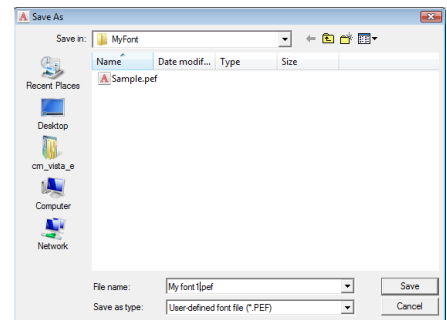 Save As
Save in: MyFont
Name Date modif... Type Size
Sample.pef
Recent Places
Desktop
cm_vista_e
Computer
Network
File name: My font1.pef Save
Save as type: User-defined font file (*.PEF) Cancel